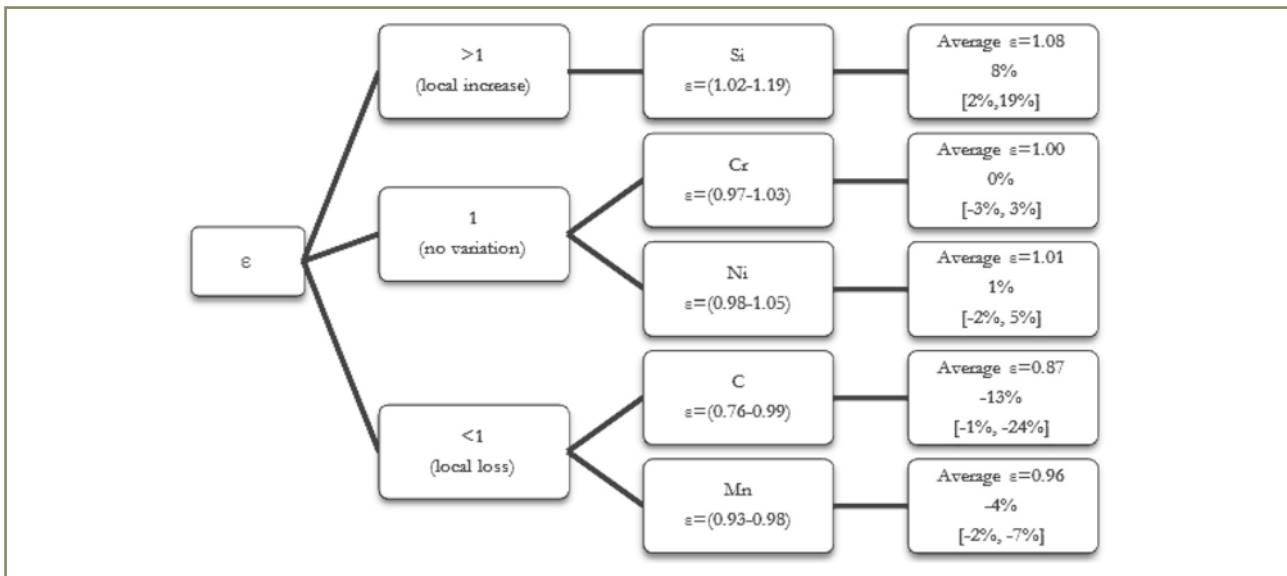 ε
>1
(local increase)
1
(no variation)
<1
(local loss)
Si
ε=(1.02-1.19)
Cr
ε=(0.97-1.03)
Ni
ε=(0.98-1.05)
C
ε=(0.76-0.99)
Mn
ε=(0.93-0.98)
Average ε=1.08
8%
[2%,19%]
Average ε=1.00
0%
[-3%, 3%]
Average ε=1.01
1%
[-2%, 5%]
Average ε=0.87
-13%
[-1%, -24%]
Average ε=0.96
-4%
[-2%, -7%]